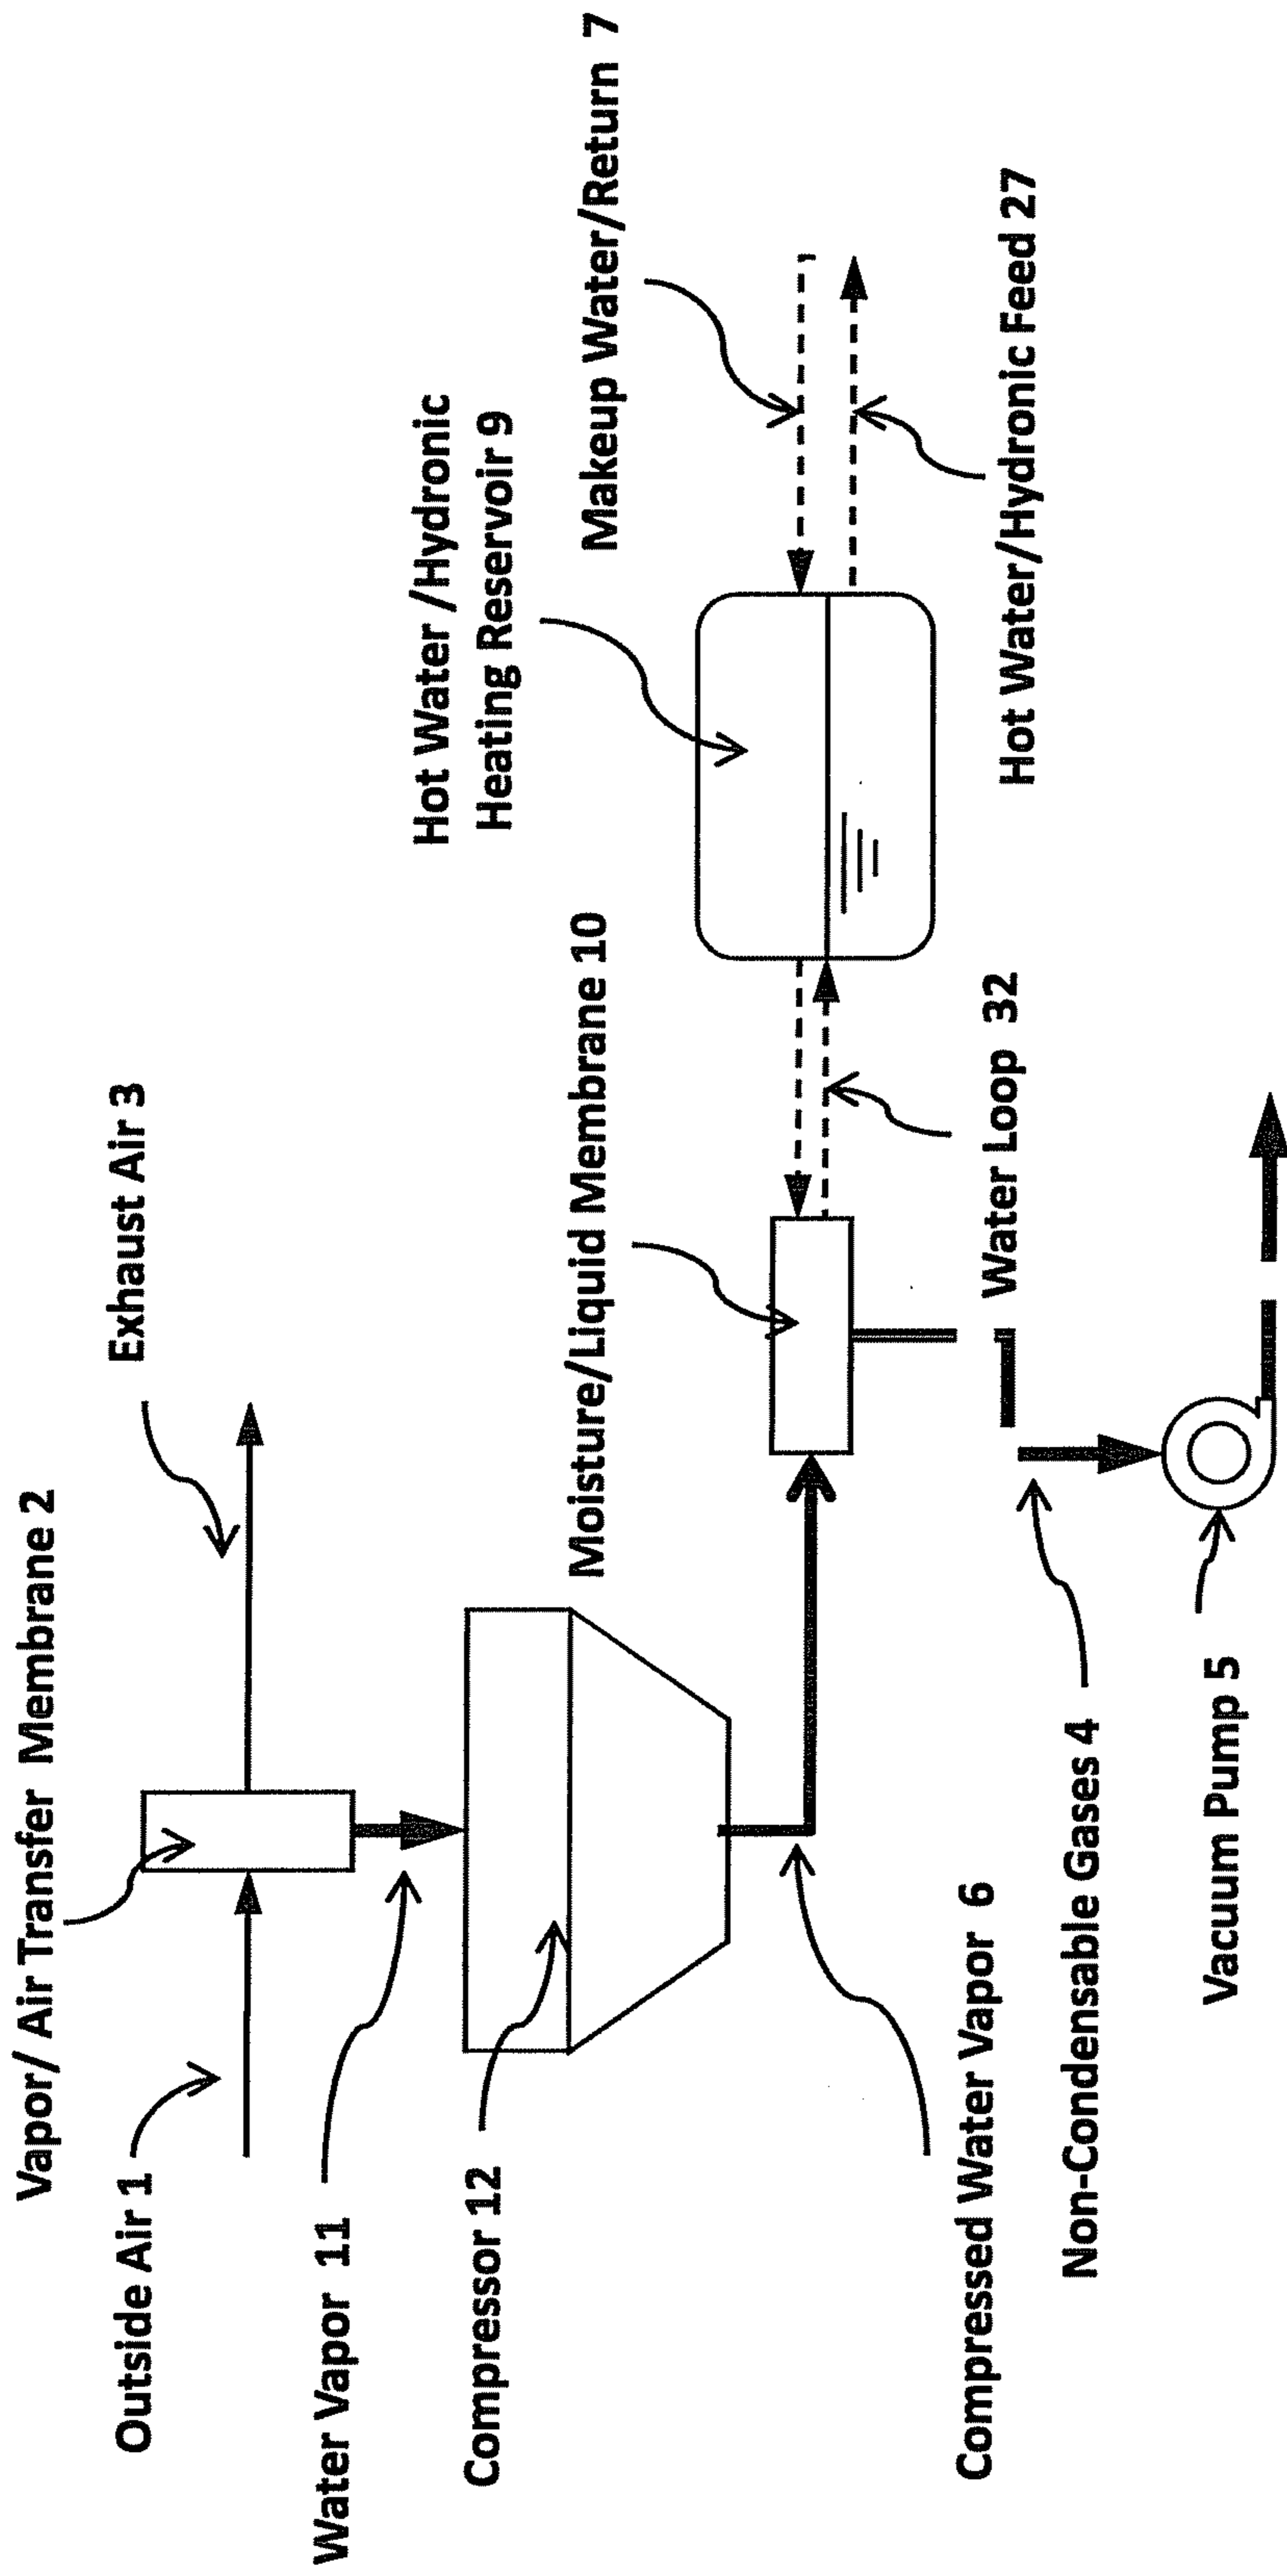 Vapor/ Air Transfer Membrane 2
Outside Air 1
Exhaust Air 3
Water Vapor 11
Compressor 12
Hot Water /Hydronic
Heating Reservoir 9
Moisture/Liquid Membrane 10
Makeup Water/Return 7
Compressed Water Vapor 6
Water Loop 32
Hot Water/Hydronic Feed 27
Non-Condensable Gases 4
Vacuum Pump 5